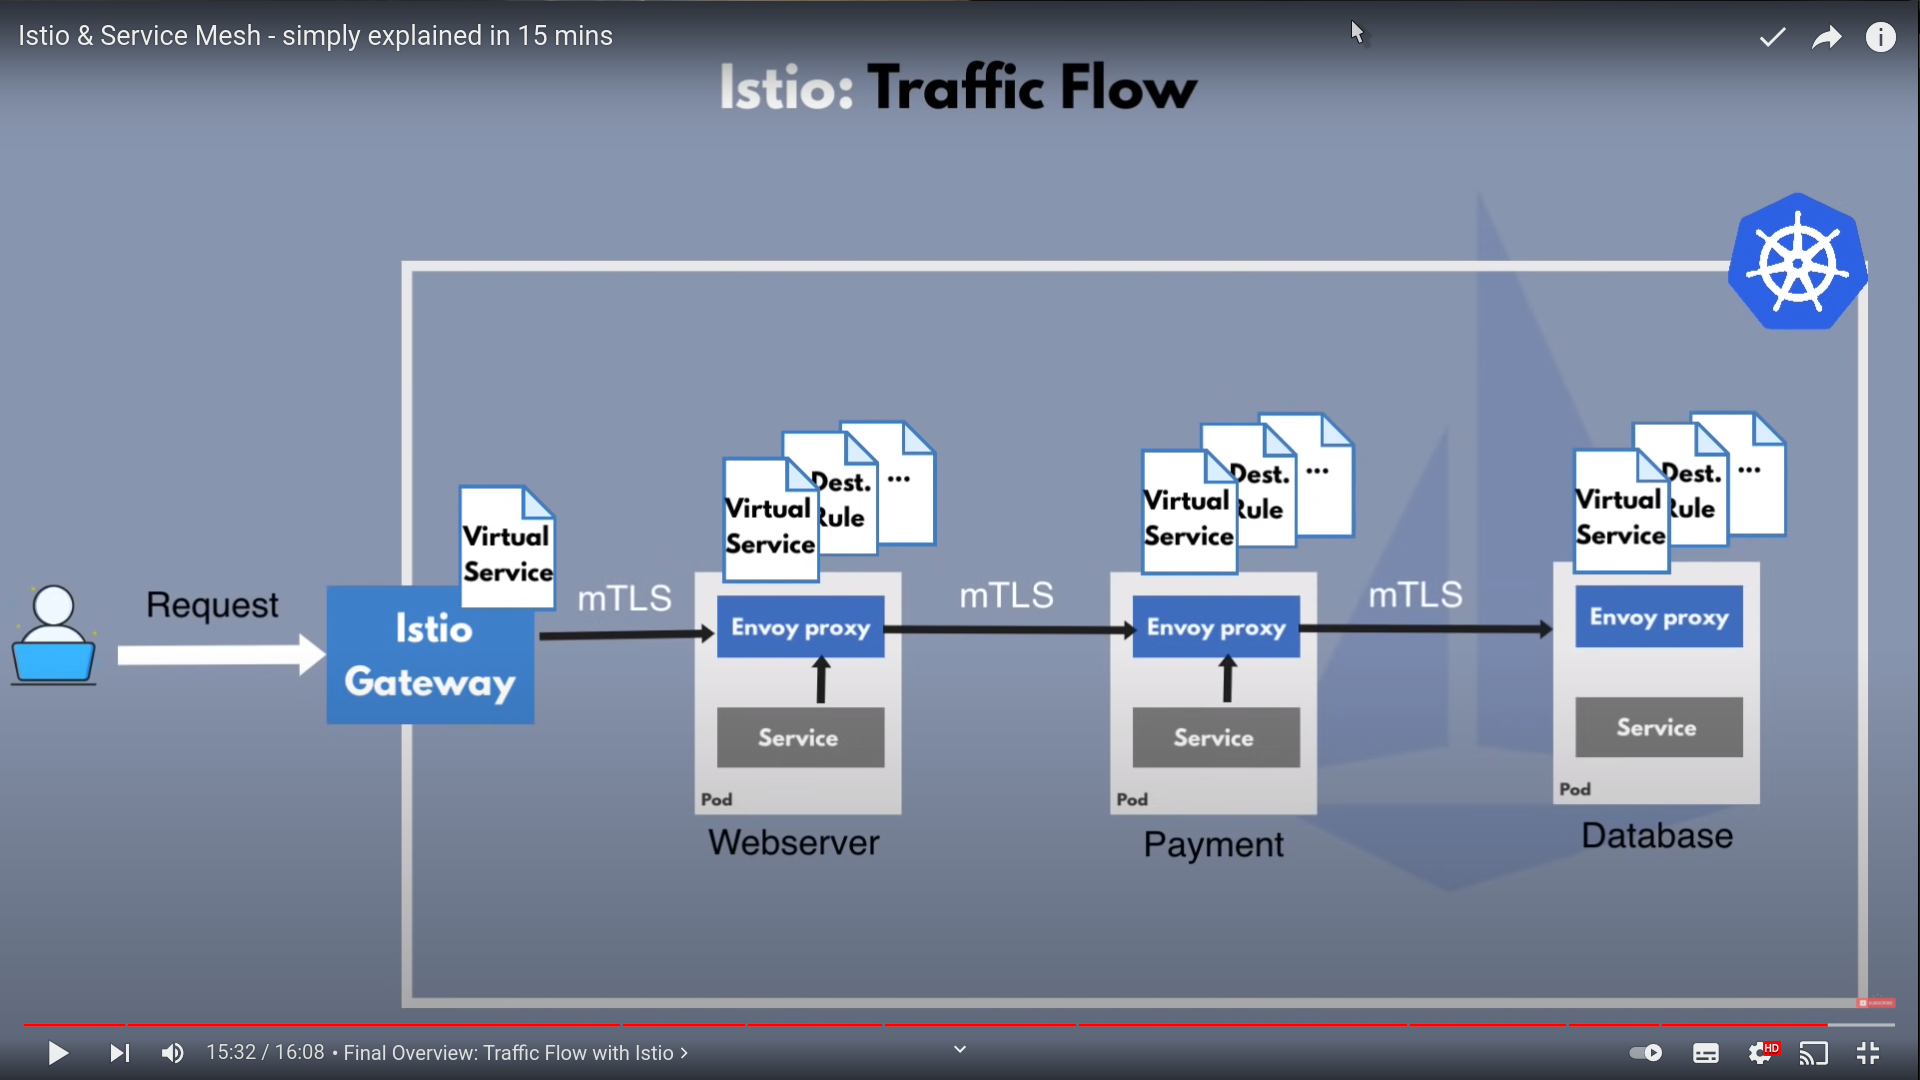 Istio & Service Mesh - simply explained in 15 mins
Istio: Traffic Flow
Request
Virtual
Service
Istio
Gateway
mTLS
Virtual
Service
Dest.
Rule
...
Envoy proxy
Service
Pod
Webserver
mTLS
Virtual
Service
Dest.
Rule
...
Envoy proxy
Service
Pod
Payment
mTLS
Virtual
Service
Dest.
Rule
...
Envoy proxy
Service
Pod
Database
SUBSCRIBE
15:32 / 16:08 • Final Overview: Traffic Flow with Istio
HD